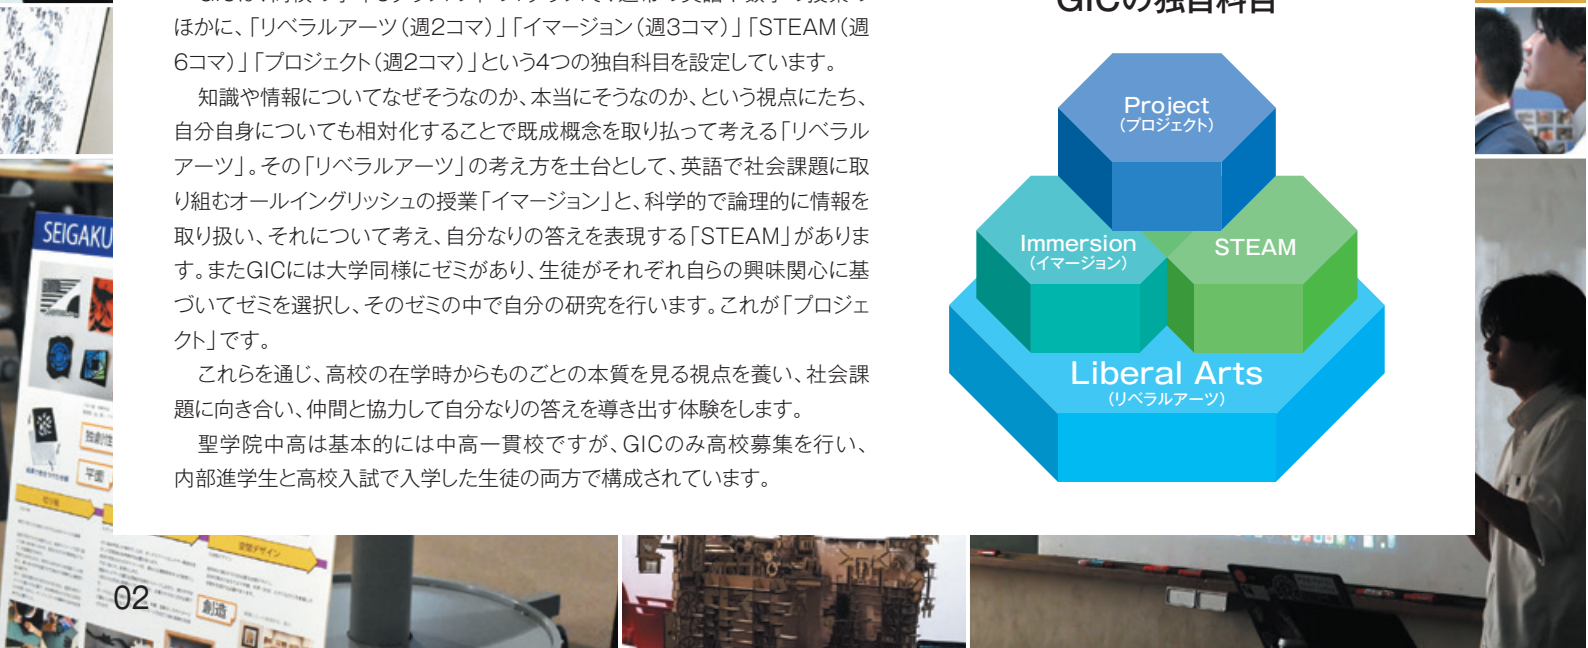 ほかに、「リベラルアーツ（週2コマ）」「イマージョン（週3コマ）」「STEAM（週
6コマ）」「プロジェクト（週2コマ）」という4つの独自科目を設定しています。
　知識や情報についてなぜそうなのか、本当にそうなのか、という視点にたち、
自分自身についても相対化することで既成概念を取り払って考える「リベラル
アーツ」。その「リベラルアーツ」の考え方を土台として、英語で社会課題に取
り組むオールイングリッシュの授業「イマージョン」と、科学的で論理的に情報を
取り扱い、それについて考え、自分なりの答えを表現する「STEAM」がありま
す。またGICには大学同様にゼミがあり、生徒がそれぞれ自らの興味関心に基
づいてゼミを選択し、そのゼミの中で自分の研究を行います。これが「プロジェ
クト」です。
　これらを通じ、高校の在学時からものごとの本質を見る視点を養い、社会課
題に向き合い、仲間と協力して自分なりの答えを導き出す体験をします。
　聖学院中高は基本的には中高一貫校ですが、GICのみ高校募集を行い、
内部進学生と高校入試で入学した生徒の両方で構成されています。
GICの独自科目
Project
（プロジェクト）
Immersion
（イマージョン）
STEAM
Liberal Arts
（リベラルアーツ）
SEIGAKU
独創性
平面
空間デザイン
創造
02